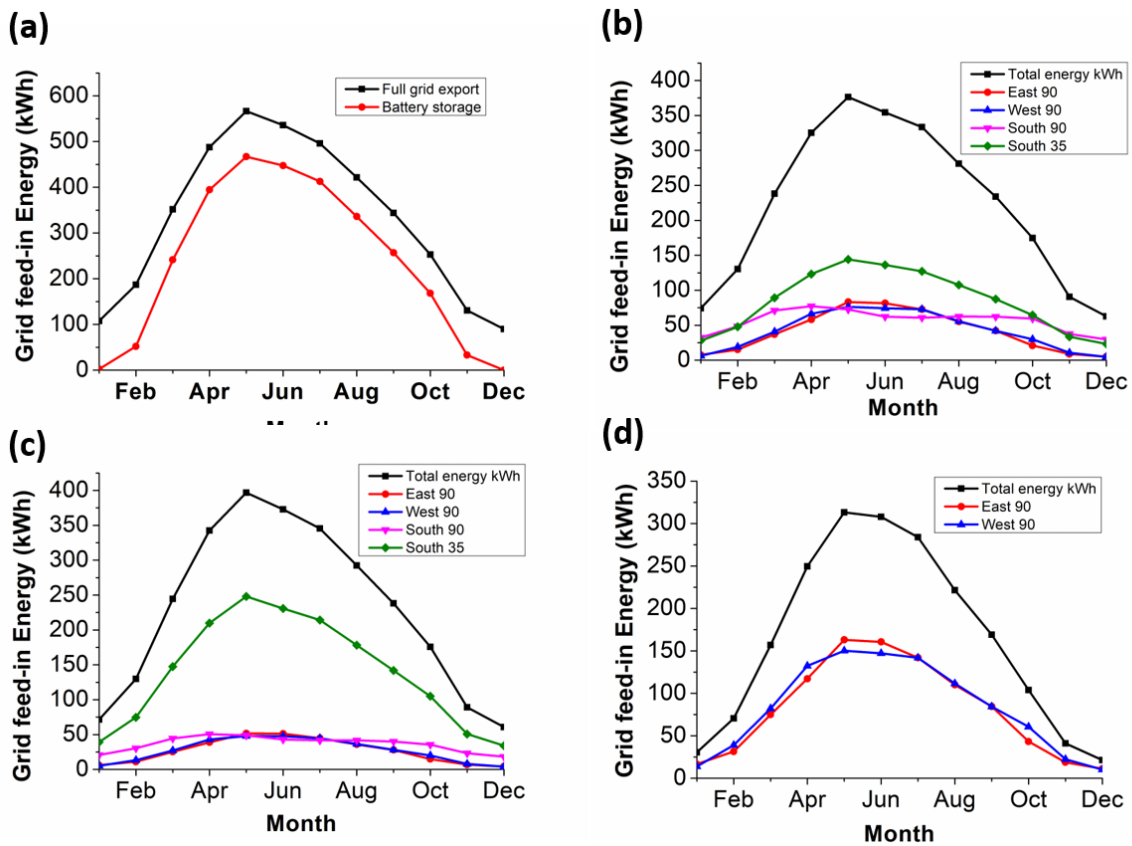 (a)
Grid feed-in Energy (kWh)
600
500
400
300
200
100
0
Full grid export
Battery storage
Feb Apr Jun Aug Oct Dec
(b)
Grid feed-in Energy (kWh)
400
350
300
250
200
150
100
50
0
Total energy kWh
East 90
West 90
South 90
South 35
Feb Apr Jun Aug Oct Dec
Month
(c)
Grid feed-in Energy (kWh)
400
350
300
250
200
150
100
50
0
Total energy kWh
East 90
West 90
South 90
South 35
Feb Apr Jun Aug Oct Dec
Month
(d)
Grid feed-in Energy (kWh)
350
300
250
200
150
100
50
0
Total energy kWh
East 90
West 90
Feb Apr Jun Aug Oct Dec
Month